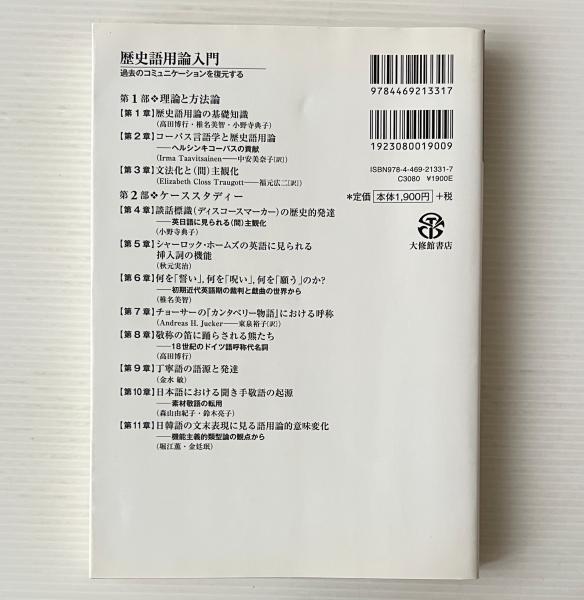 歴史語用論入門
過去のコミュニケーションを復元する
第1部❖理論と方法論
【第1章】歴史語用論の基礎知識
(高田博行・椎名美智・小野寺典子)
【第2章】コーパス言語学と歴史語用論
──ヘルシンキコーパスの貢献
(Irma Taavitsainen──中安美奈子[訳])
【第3章】文法化と(間)主観化
(Elizabeth Closs Traugott──福元広二[訳])
第2部❖ケーススタディー
【第4章】談話標識(ディスコースマーカー)の歴史的発達
──英日語に見られる(間)主観化
(小野寺典子)
【第5章】シャーロック・ホームズの英語に見られる
挿入詞の機能
(秋元実治)
【第6章】何を「誓い」,何を「呪い」,何を「願う」のか?
──初期近代英語期の裁判と戯曲の世界から
(椎名美智)
【第7章】チョーサーの『カンタベリー物語』における呼称
(Andreas H. Jucker──東泉裕子[訳])
【第8章】敬称の笛に踊らされる熊たち
──18世紀のドイツ語呼称代名詞
(高田博行)
【第9章】丁寧語の語源と発達
(金水 敏)
【第10章】日本語における聞き手敬語の起源
──素材敬語の転用
(森山由紀子・鈴木亮子)
【第11章】日韓語の文末表現に見る語用論的意味変化
──機能主義的類型論の観点から
(堀江薫・金廷珉)
9784469213317
1923080019009
ISBN978-4-469-21331-7
C3080 ¥1900E
*定価 本体1,900円 +税
大修館書店